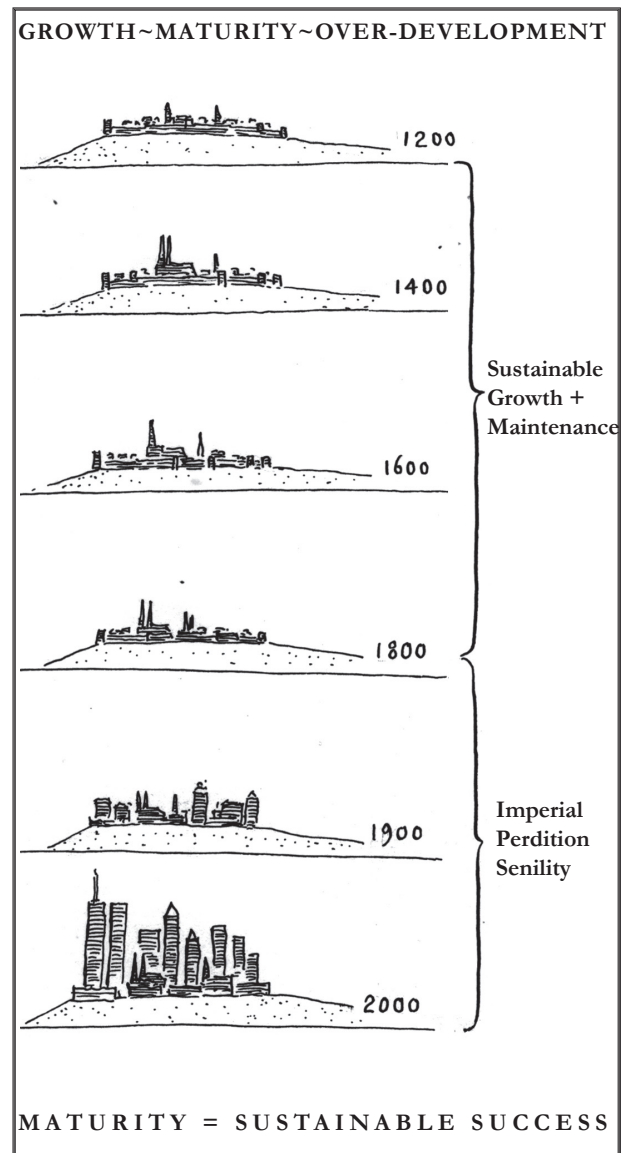 GROWTH~MATURITY~OVER-DEVELOPMENT
1200
1400
Sustainable
Growth +
Maintenance
1600
1800
1900
Imperial
Perdition
Senility
2000
MATURITY = SUSTAINABLE SUCCESS